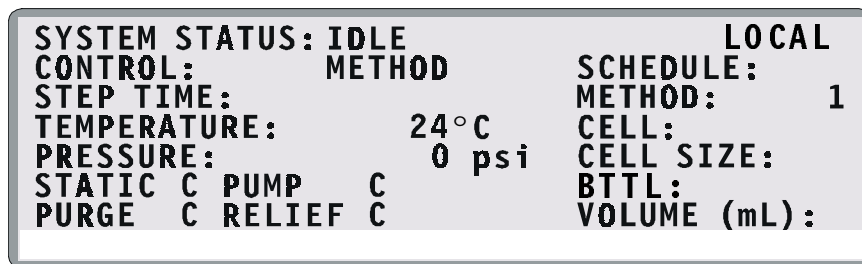 SYSTEM STATUS: IDLE LOCAL
CONTROL: METHOD SCHEDULE:
STEP TIME: METHOD: 1
TEMPERATURE: 24°C CELL:
PRESSURE: 0 psi CELL SIZE:
STATIC C PUMP C BTTL:
PURGE C RELIEF C VOLUME (mL):